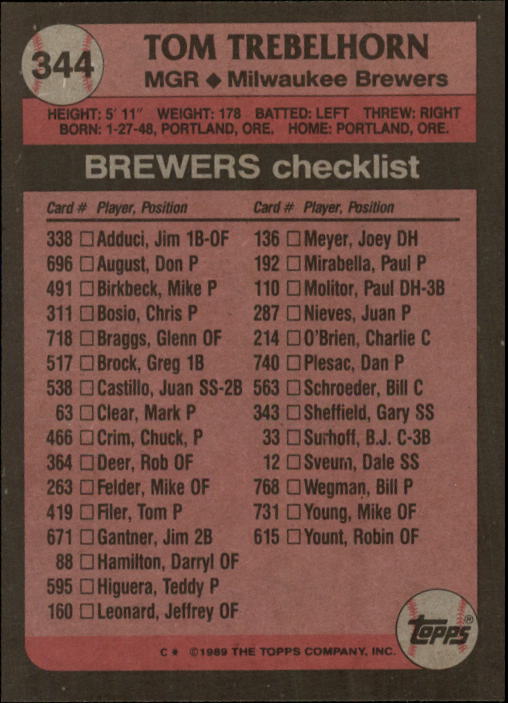 344
TOM TREBELHORN
MGR ◆ Milwaukee Brewers
HEIGHT: 5' 11" WEIGHT: 178 BATTED: LEFT THREW: RIGHT
BORN: 1-27-48, PORTLAND, ORE. HOME: PORTLAND, ORE.
BREWERS checklist
Card # Player, Position
338 □ Adduci, Jim 1B-OF
696 □ August, Don P
491 □ Birkbeck, Mike P
311 □ Bosio, Chris P
718 □ Braggs, Glenn OF
517 □ Brock, Greg 1B
538 □ Castillo, Juan SS-2B
63 □ Clear, Mark P
466 □ Crim, Chuck, P
364 □ Deer, Rob OF
263 □ Felder, Mike OF
419 □ Filer, Tom P
671 □ Gantner, Jim 2B
88 □ Hamilton, Darryl OF
595 □ Higuera, Teddy P
160 □ Leonard, Jeffrey OF
Card # Player, Position
136 □ Meyer, Joey DH
192 □ Mirabella, Paul P
110 □ Molitor, Paul DH-3B
287 □ Nieves, Juan P
214 □ O'Brien, Charlie C
740 □ Plesac, Dan P
563 □ Schroeder, Bill C
343 □ Sheffield, Gary SS
33 □ Surhoff, B.J. C-3B
12 □ Sveum, Dale SS
768 □ Wegman, Bill P
731 □ Young, Mike OF
615 □ Yount, Robin OF
topps®
C★ ©1989 THE TOPPS COMPANY, INC.